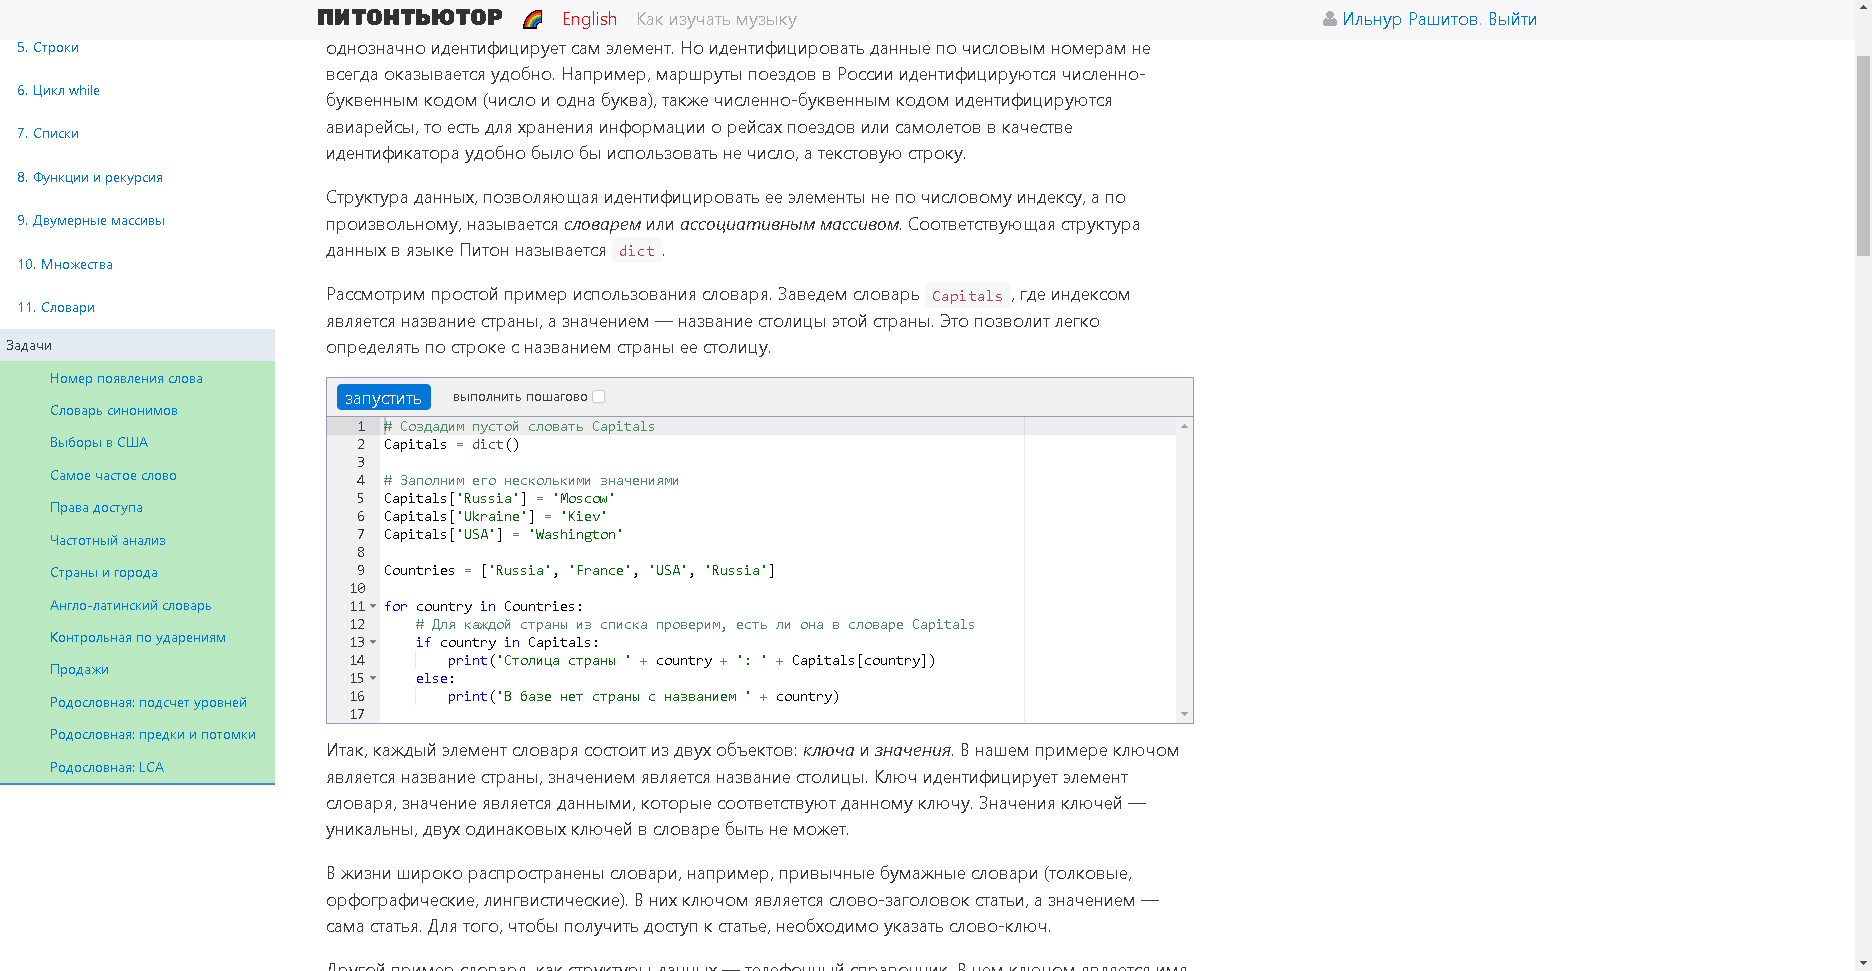 ПИТОНТЬЮТОР
English
Как изучать музыку
Ильнур Рашитов. Выйти
5. Строки
6. Цикл while
7. Списки
8. Функции и рекурсия
9. Двумерные массивы
10. Множества
11. Словари
Задачи
Номер появления слова
Словарь синонимов
Выборы в США
Самое частое слово
Права доступа
Частотный анализ
Страны и города
Англо-латинский словарь
Контрольная по ударениям
Продажи
Родословная: подсчет уровней
Родословная: предки и потомки
Родословная: LCA
однозначно идентифицирует сам элемент. Но идентифицировать данные по числовым номерам не
всегда оказывается удобно. Например, маршруты поездов в России идентифицируются численно-
буквенным кодом (число и одна буква), также численно-буквенным кодом идентифицируются
авиарейсы, то есть для хранения информации о рейсах поездов или самолетов в качестве
идентификатора удобно было бы использовать не число, а текстовую строку.
Структура данных, позволяющая идентифицировать ее элементы не по числовому индексу, а по
произвольному, называется словарем или ассоциативным массивом. Соответствующая структура
данных в языке Питон называется dict.
Рассмотрим простой пример использования словаря. Заведем словарь Capitals, где индексом
является название страны, а значением — название столицы этой страны. Это позволит легко
определять по строке с названием страны ее столицу.
запустить выполнить пошагово
1 # Создадим пустой словать Capitals
2 Capitals = dict()
3
4 # Заполним его несколькими значениями
5 Capitals['Russia'] = 'Moscow'
6 Capitals['Ukraine'] = 'Kiev'
7 Capitals['USA'] = 'Washington'
8
9 Countries = ['Russia', 'France', 'USA', 'Russia']
10
11 for country in Countries:
12     # Для каждой страны из списка проверим, есть ли она в словаре Capitals
13     if country in Capitals:
14         print('Столица страны ' + country + ': ' + Capitals[country])
15     else:
16         print('В базе нет страны с названием ' + country)
17
Итак, каждый элемент словаря состоит из двух объектов: ключа и значения. В нашем примере ключом
является название страны, значением является название столицы. Ключ идентифицирует элемент
словаря, значение является данными, которые соответствуют данному ключу. Значения ключей —
уникальны, двух одинаковых ключей в словаре быть не может.
В жизни широко распространены словари, например, привычные бумажные словари (толковые,
орфографические, лингвистические). В них ключом является слово-заголовок статьи, а значением —
сама статья. Для того, чтобы получить доступ к статье, необходимо указать слово-ключ.
Другой пример словаря, как структуры данных — телефонный справочник. В нем ключом является имя